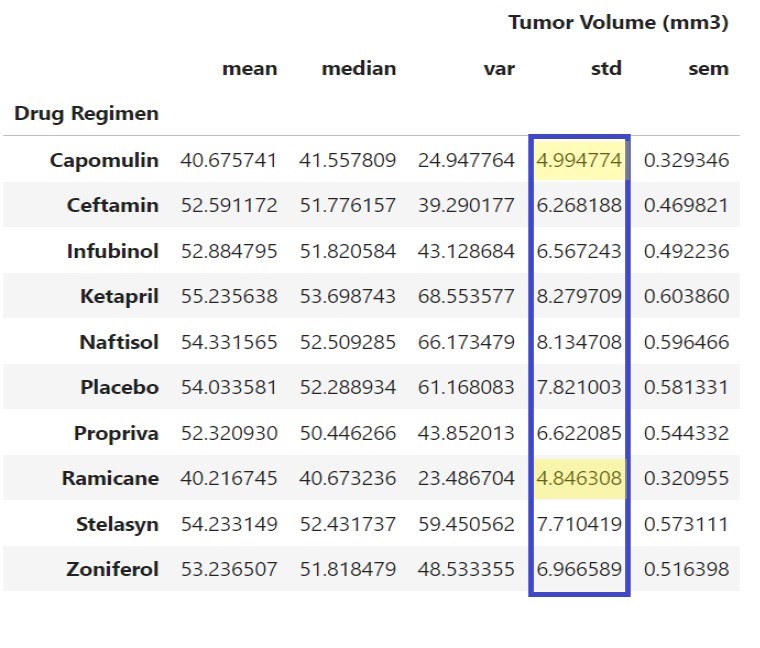 Tumor Volume (mm3)
mean median var std sem
Drug Regimen
Capomulin 40.675741 41.557809 24.947764 4.994774 0.329346
Ceftamin 52.591172 51.776157 39.290177 6.268188 0.469821
Infubinol 52.884795 51.820584 43.128684 6.567243 0.492236
Ketapril 55.235638 53.698743 68.553577 8.279709 0.603860
Naftisol 54.331565 52.509285 66.173479 8.134708 0.596466
Placebo 54.033581 52.288934 61.168083 7.821003 0.581331
Propriva 52.320930 50.446266 43.852013 6.622085 0.544332
Ramicane 40.216745 40.673236 23.486704 4.846308 0.320955
Stelasyn 54.233149 52.431737 59.450562 7.710419 0.573111
Zoniferol 53.236507 51.818479 48.533355 6.966589 0.516398